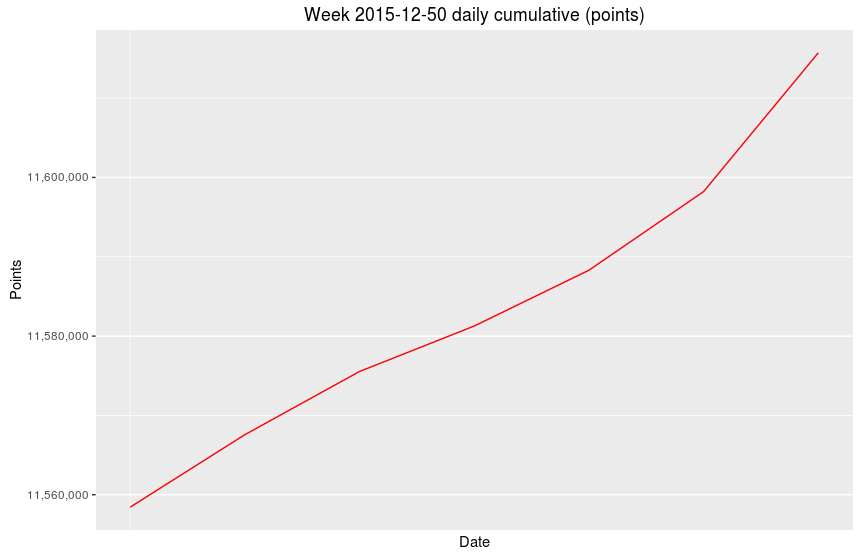 Week 2015-12-50 daily cumulative (points)
11,600,000
11,580,000
11,560,000
Points
Date